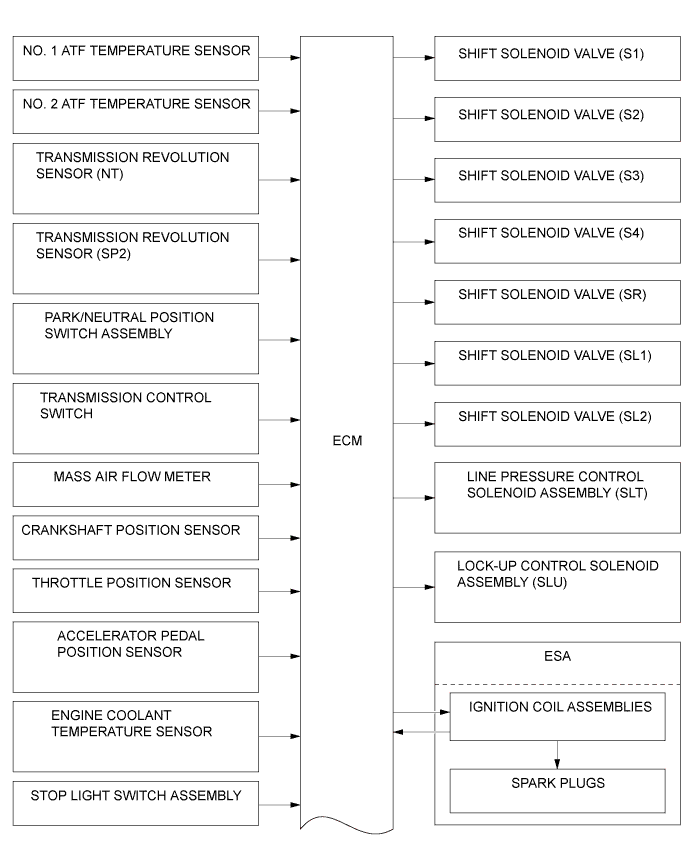 NO. 1 ATF TEMPERATURE SENSOR
NO. 2 ATF TEMPERATURE SENSOR
TRANSMISSION REVOLUTION
SENSOR (NT)
TRANSMISSION REVOLUTION
SENSOR (SP2)
PARK/NEUTRAL POSITION
SWITCH ASSEMBLY
TRANSMISSION CONTROL
SWITCH
MASS AIR FLOW METER
CRANKSHAFT POSITION SENSOR
THROTTLE POSITION SENSOR
ACCELERATOR PEDAL
POSITION SENSOR
ENGINE COOLANT
TEMPERATURE SENSOR
STOP LIGHT SWITCH ASSEMBLY
ECM
SHIFT SOLENOID VALVE (S1)
SHIFT SOLENOID VALVE (S2)
SHIFT SOLENOID VALVE (S3)
SHIFT SOLENOID VALVE (S4)
SHIFT SOLENOID VALVE (SR)
SHIFT SOLENOID VALVE (SL1)
SHIFT SOLENOID VALVE (SL2)
LINE PRESSURE CONTROL
SOLENOID ASSEMBLY (SLT)
LOCK-UP CONTROL SOLENOID
ASSEMBLY (SLU)
ESA
IGNITION COIL ASSEMBLIES
SPARK PLUGS